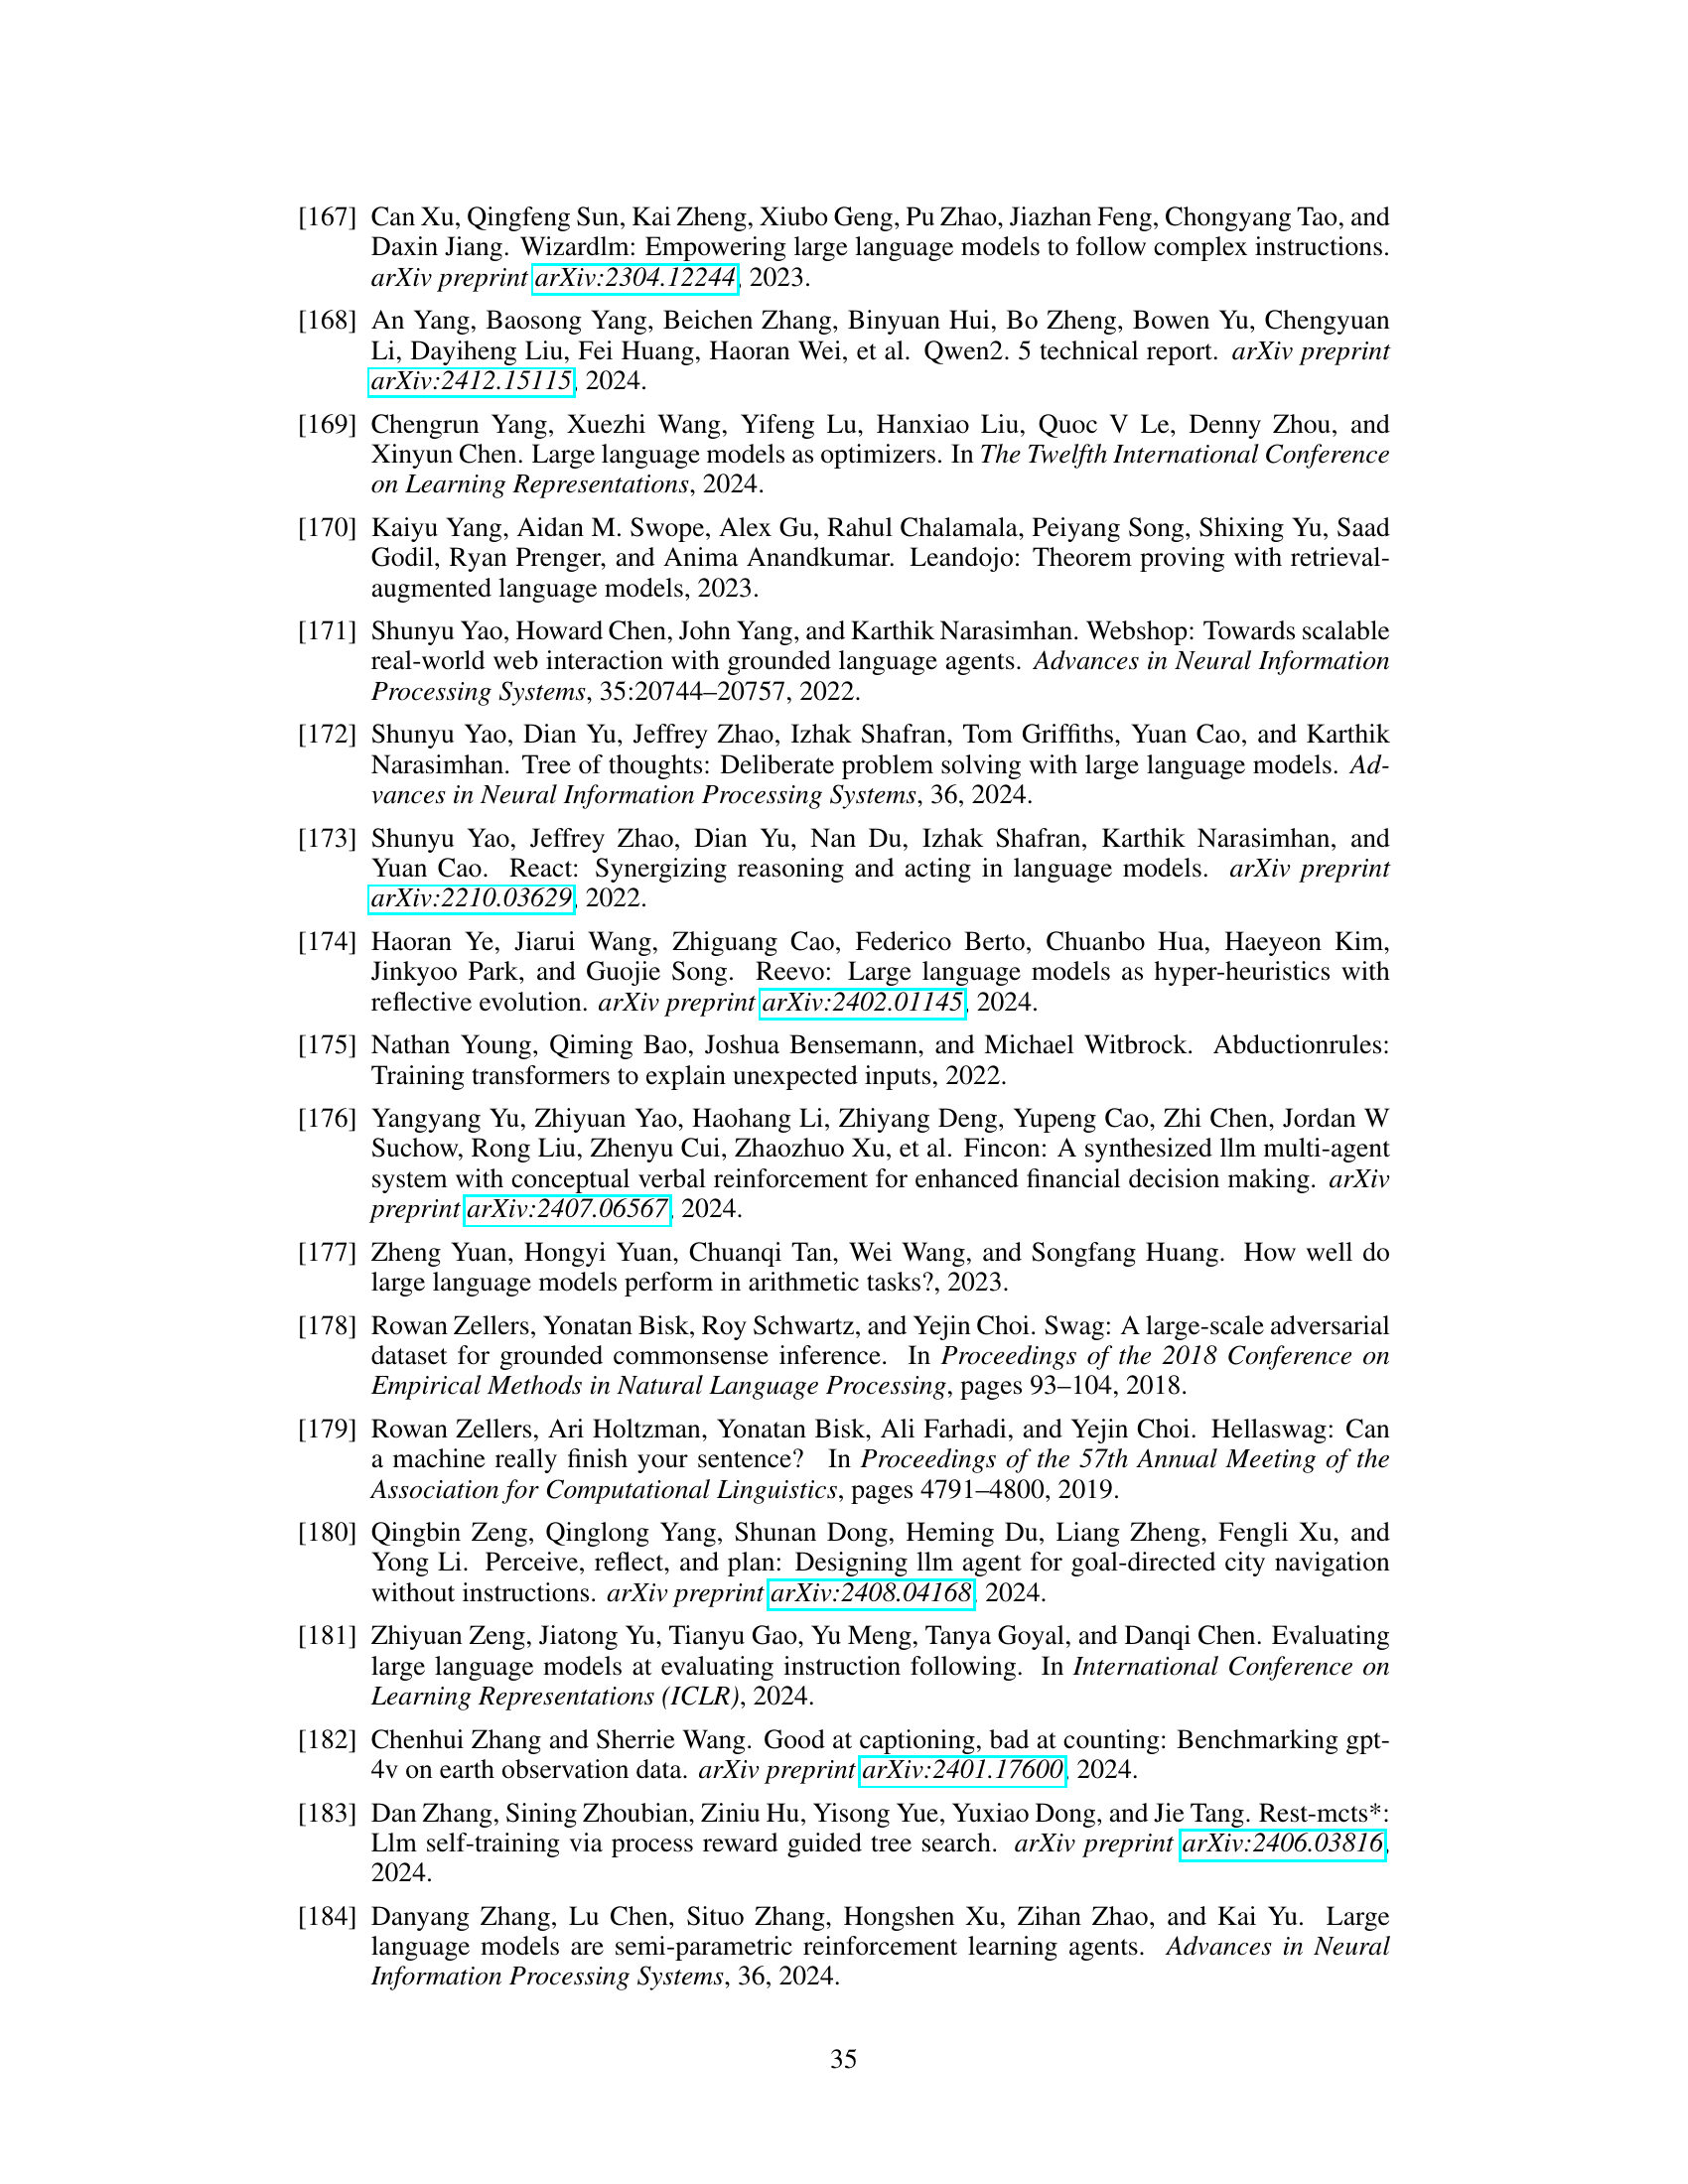 [167] Can Xu, Qingfeng Sun, Kai Zheng, Xiubo Geng, Pu Zhao, Jiazhan Feng, Chongyang Tao, and
Daxin Jiang. Wizardlm: Empowering large language models to follow complex instructions.
arXiv preprint arXiv:2304.12244, 2023.
[168] An Yang, Baosong Yang, Beichen Zhang, Binyuan Hui, Bo Zheng, Bowen Yu, Chengyuan
Li, Dayiheng Liu, Fei Huang, Haoran Wei, et al. Qwen2. 5 technical report. arXiv preprint
arXiv:2412.15115, 2024.
[169] Chengrun Yang, Xuezhi Wang, Yifeng Lu, Hanxiao Liu, Quoc V Le, Denny Zhou, and
Xinyun Chen. Large language models as optimizers. In The Twelfth International Conference
on Learning Representations, 2024.
[170] Kaiyu Yang, Aidan M. Swope, Alex Gu, Rahul Chalamala, Peiyang Song, Shixing Yu, Saad
Godil, Ryan Prenger, and Anima Anandkumar. Leandojo: Theorem proving with retrieval-
augmented language models, 2023.
[171] Shunyu Yao, Howard Chen, John Yang, and Karthik Narasimhan. Webshop: Towards scalable
real-world web interaction with grounded language agents. Advances in Neural Information
Processing Systems, 35:20744–20757, 2022.
[172] Shunyu Yao, Dian Yu, Jeffrey Zhao, Izhak Shafran, Tom Griffiths, Yuan Cao, and Karthik
Narasimhan. Tree of thoughts: Deliberate problem solving with large language models. Ad-
vances in Neural Information Processing Systems, 36, 2024.
[173] Shunyu Yao, Jeffrey Zhao, Dian Yu, Nan Du, Izhak Shafran, Karthik Narasimhan, and
Yuan Cao. React: Synergizing reasoning and acting in language models. arXiv preprint
arXiv:2210.03629, 2022.
[174] Haoran Ye, Jiarui Wang, Zhiguang Cao, Federico Berto, Chuanbo Hua, Haeyeon Kim,
Jinkyoo Park, and Guojie Song. Reevo: Large language models as hyper-heuristics with
reflective evolution. arXiv preprint arXiv:2402.01145, 2024.
[175] Nathan Young, Qiming Bao, Joshua Bensemann, and Michael Witbrock. Abductionrules:
Training transformers to explain unexpected inputs, 2022.
[176] Yangyang Yu, Zhiyuan Yao, Haohang Li, Zhiyang Deng, Yupeng Cao, Zhi Chen, Jordan W
Suchow, Rong Liu, Zhenyu Cui, Zhaozhuo Xu, et al. Fincon: A synthesized llm multi-agent
system with conceptual verbal reinforcement for enhanced financial decision making. arXiv
preprint arXiv:2407.06567, 2024.
[177] Zheng Yuan, Hongyi Yuan, Chuanqi Tan, Wei Wang, and Songfang Huang. How well do
large language models perform in arithmetic tasks?, 2023.
[178] Rowan Zellers, Yonatan Bisk, Roy Schwartz, and Yejin Choi. Swag: A large-scale adversarial
dataset for grounded commonsense inference. In Proceedings of the 2018 Conference on
Empirical Methods in Natural Language Processing, pages 93–104, 2018.
[179] Rowan Zellers, Ari Holtzman, Yonatan Bisk, Ali Farhadi, and Yejin Choi. Hellaswag: Can
a machine really finish your sentence? In Proceedings of the 57th Annual Meeting of the
Association for Computational Linguistics, pages 4791–4800, 2019.
[180] Qingbin Zeng, Qinglong Yang, Shunan Dong, Heming Du, Liang Zheng, Fengli Xu, and
Yong Li. Perceive, reflect, and plan: Designing llm agent for goal-directed city navigation
without instructions. arXiv preprint arXiv:2408.04168, 2024.
[181] Zhiyuan Zeng, Jiatong Yu, Tianyu Gao, Yu Meng, Tanya Goyal, and Danqi Chen. Evaluating
large language models at evaluating instruction following. In International Conference on
Learning Representations (ICLR), 2024.
[182] Chenhui Zhang and Sherrie Wang. Good at captioning, bad at counting: Benchmarking gpt-
4v on earth observation data. arXiv preprint arXiv:2401.17600, 2024.
[183] Dan Zhang, Sining Zhoubian, Ziniu Hu, Yisong Yue, Yuxiao Dong, and Jie Tang. Rest-mcts*:
Llm self-training via process reward guided tree search. arXiv preprint arXiv:2406.03816,
2024.
[184] Danyang Zhang, Lu Chen, Situo Zhang, Hongshen Xu, Zihan Zhao, and Kai Yu. Large
language models are semi-parametric reinforcement learning agents. Advances in Neural
Information Processing Systems, 36, 2024.
35